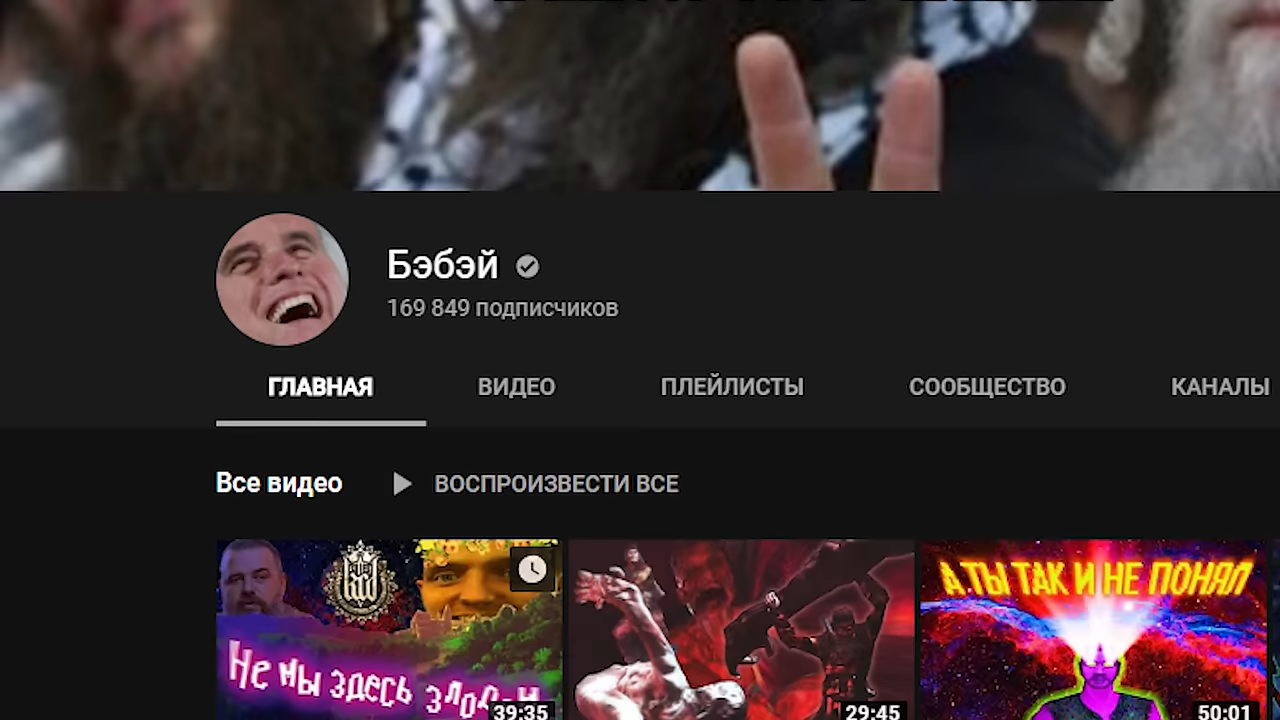 Бэбэй
169 849 подписчиков
ГЛАВНАЯ ВИДЕО ПЛЕЙЛИСТЫ СООБЩЕСТВО КАНАЛЫ
Все видео ВОСПРОИЗВЕСТИ ВСЕ
А ТЫ ТАК И НЕ ПОНЯЛ
Не мы здесь
39:35 29:45 50:01